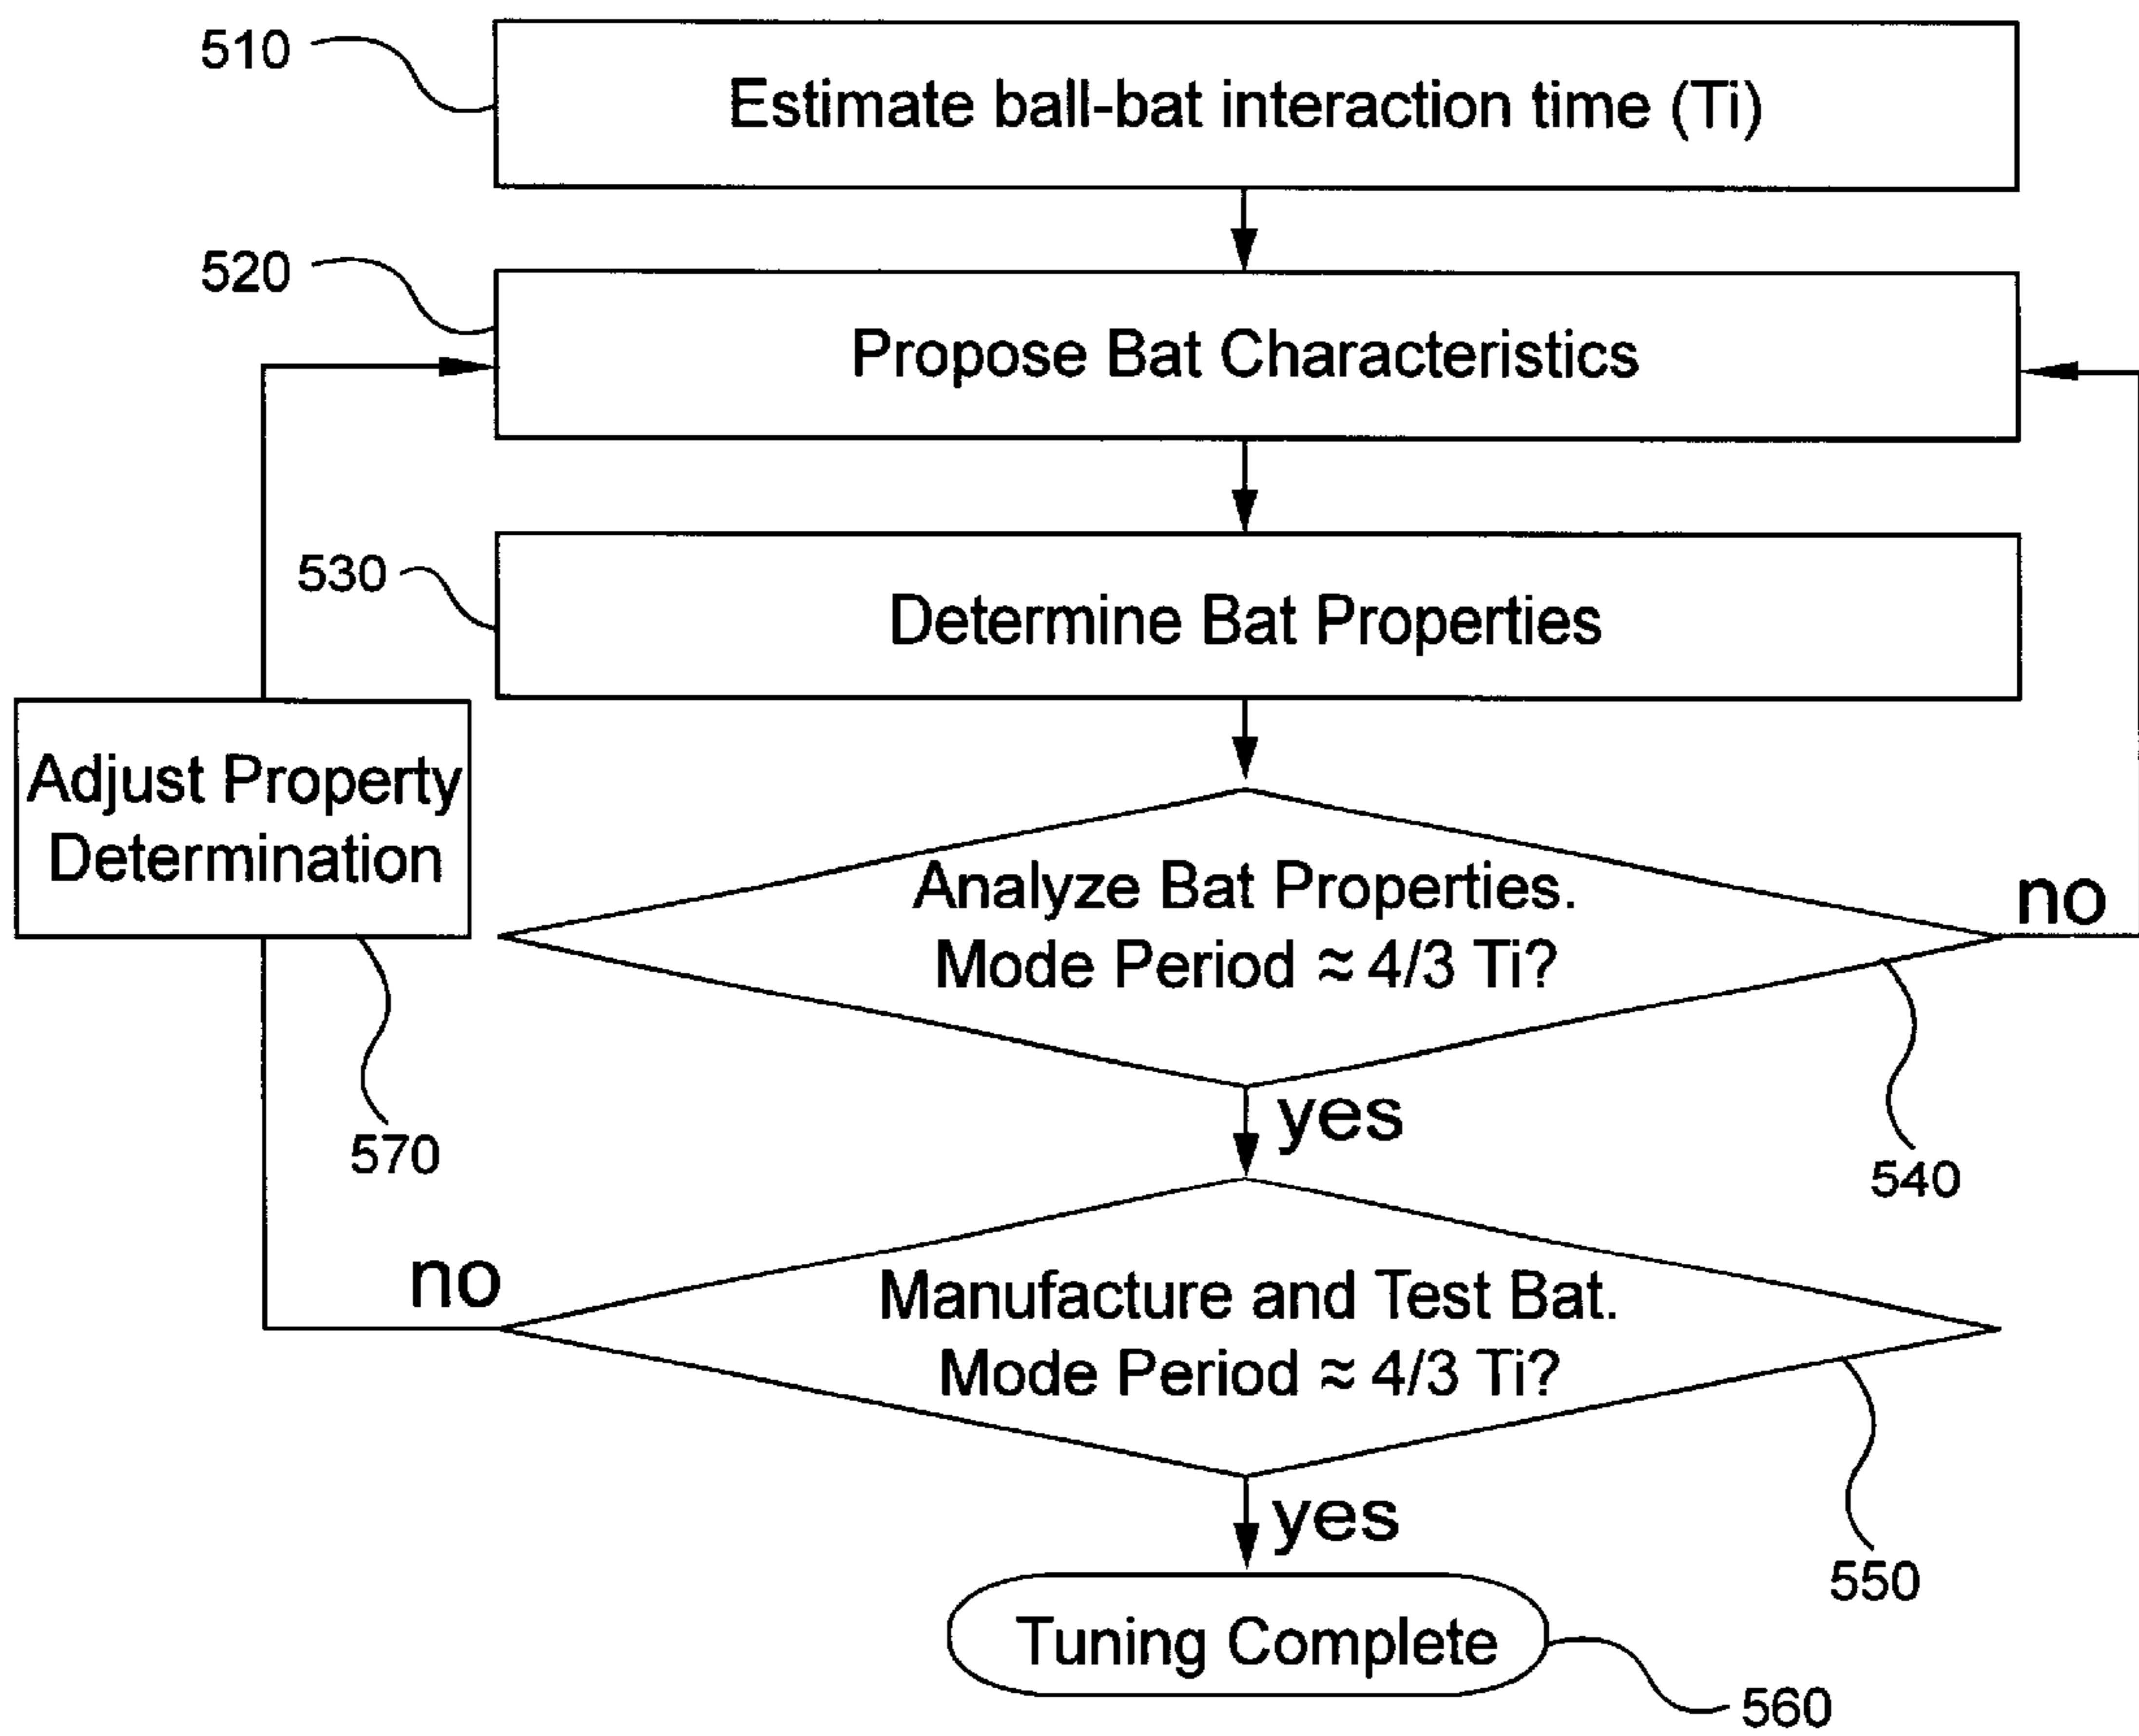 510
Estimate ball-bat interaction time (Ti)
520
Propose Bat Characteristics
530
Determine Bat Properties
Adjust Property
Determination
570
Analyze Bat Properties.
Mode Period ≈ 4/3 Ti?
no
540
yes
Manufacture and Test Bat.
Mode Period ≈ 4/3 Ti?
no
550
yes
Tuning Complete
560